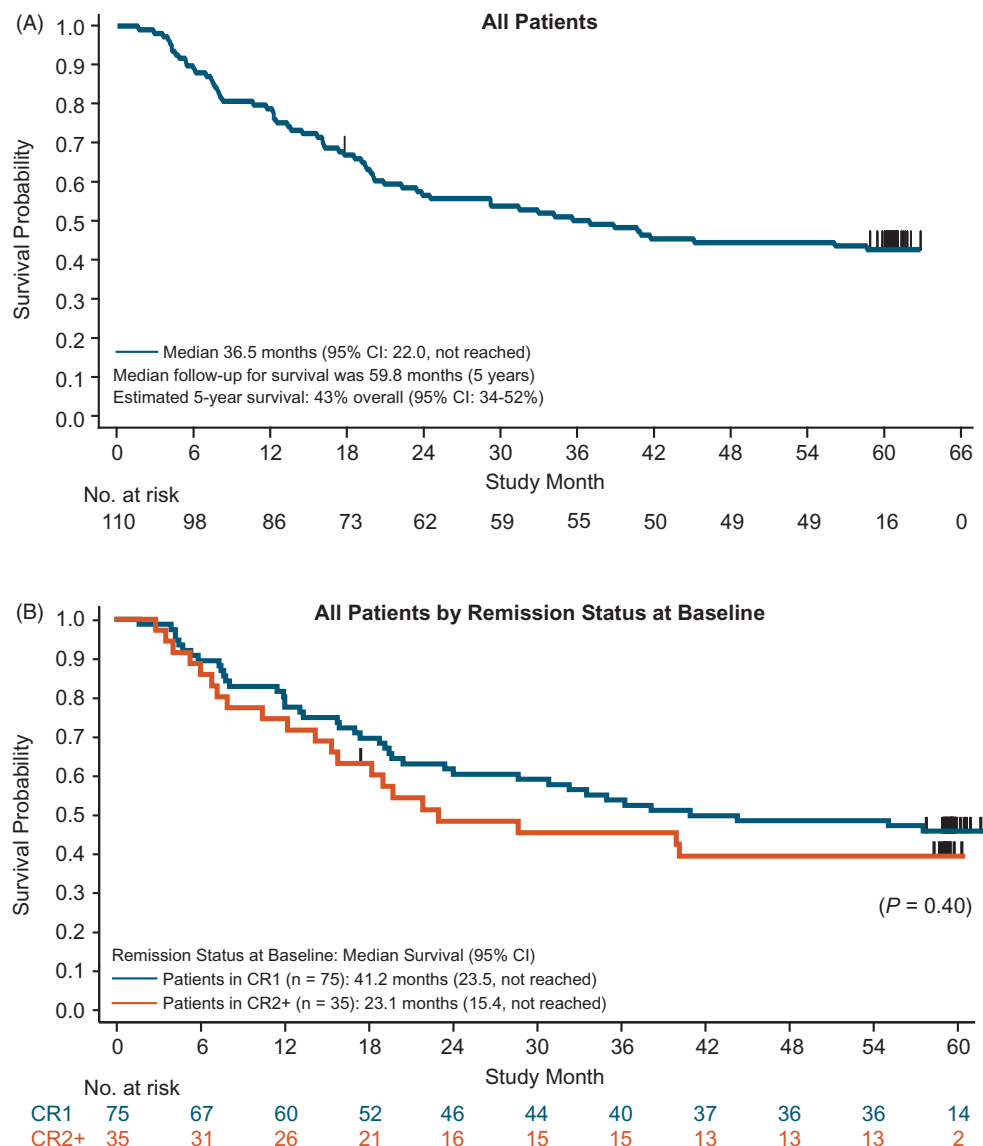 (A) All Patients
1.0
0.9
0.8
0.7
0.6
0.5
0.4
0.3
0.2
0.1
0.0
Survival Probability
Median 36.5 months (95% CI: 22.0, not reached)
Median follow-up for survival was 59.8 months (5 years)
Estimated 5-year survival: 43% overall (95% CI: 34-52%)
0 6 12 18 24 30 36 42 48 54 60 66
Study Month
No. at risk
110 98 86 73 62 59 55 50 49 49 16 0
(B) All Patients by Remission Status at Baseline
1.0
0.9
0.8
0.7
0.6
0.5
0.4
0.3
0.2
0.1
0.0
Survival Probability
(P = 0.40)
Remission Status at Baseline: Median Survival (95% CI)
Patients in CR1 (n = 75): 41.2 months (23.5, not reached)
Patients in CR2+ (n = 35): 23.1 months (15.4, not reached)
0 6 12 18 24 30 36 42 48 54 60
Study Month
No. at risk
CR1 75 67 60 52 46 44 40 37 36 36 14
CR2+ 35 31 26 21 16 15 15 13 13 13 2